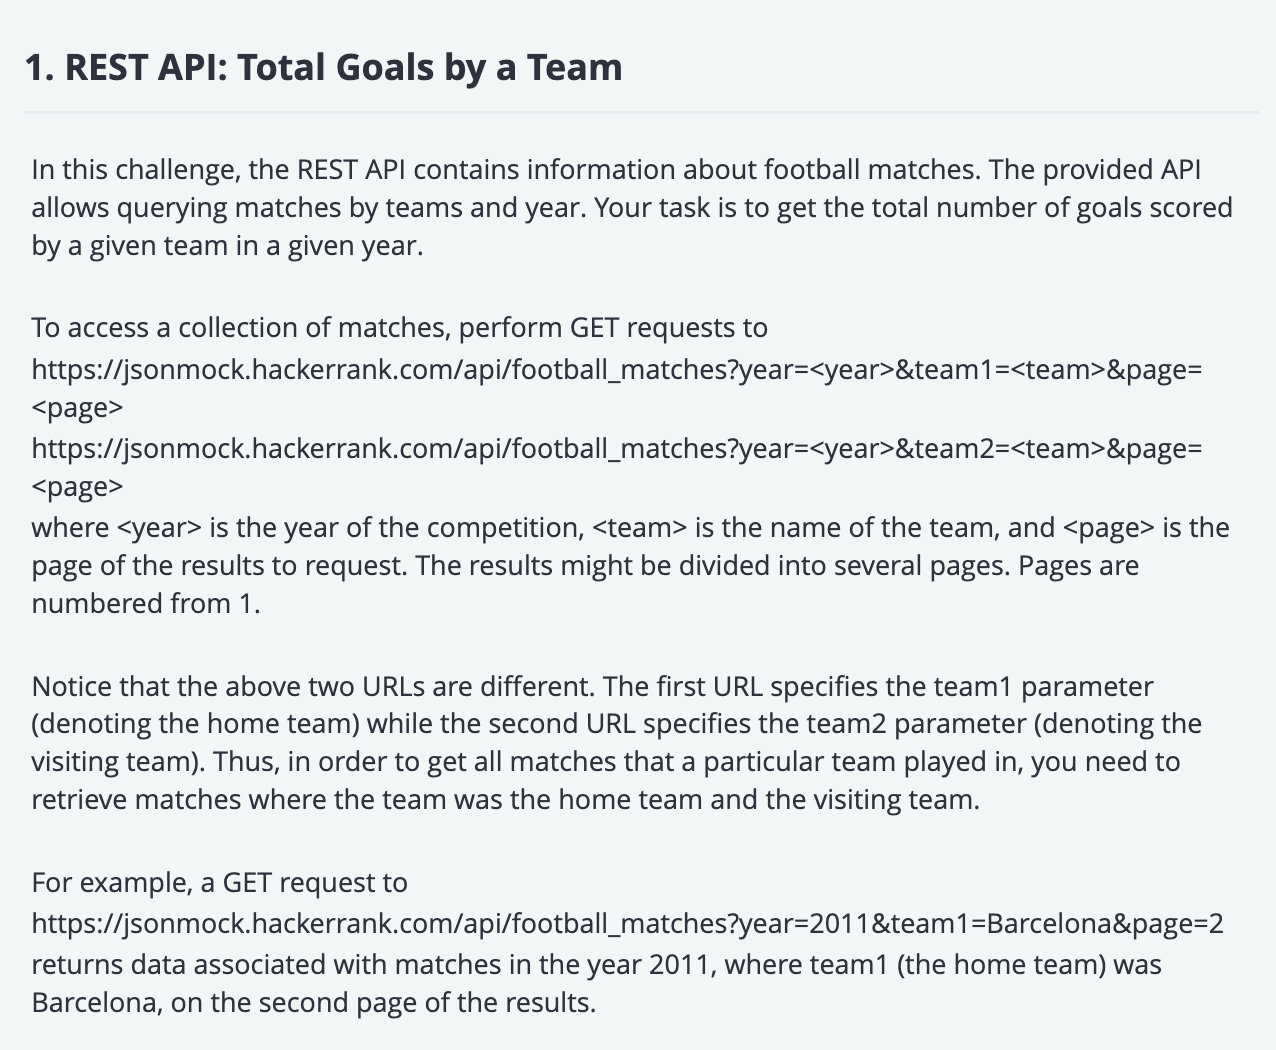 1. REST API: Total Goals by a Team
In this challenge, the REST API contains information about football matches. The provided API
allows querying matches by teams and year. Your task is to get the total number of goals scored
by a given team in a given year.
To access a collection of matches, perform GET requests to
https://jsonmock.hackerrank.com/api/football_matches?year=<year>&team1=<team>&page=
<page>
https://jsonmock.hackerrank.com/api/football_matches?year=<year>&team2=<team>&page=
<page>
where <year> is the year of the competition, <team> is the name of the team, and <page> is the
page of the results to request. The results might be divided into several pages. Pages are
numbered from 1.
Notice that the above two URLs are different. The first URL specifies the team1 parameter
(denoting the home team) while the second URL specifies the team2 parameter (denoting the
visiting team). Thus, in order to get all matches that a particular team played in, you need to
retrieve matches where the team was the home team and the visiting team.
For example, a GET request to
https://jsonmock.hackerrank.com/api/football_matches?year=2011&team1=Barcelona&page=2
returns data associated with matches in the year 2011, where team1 (the home team) was
Barcelona, on the second page of the results.